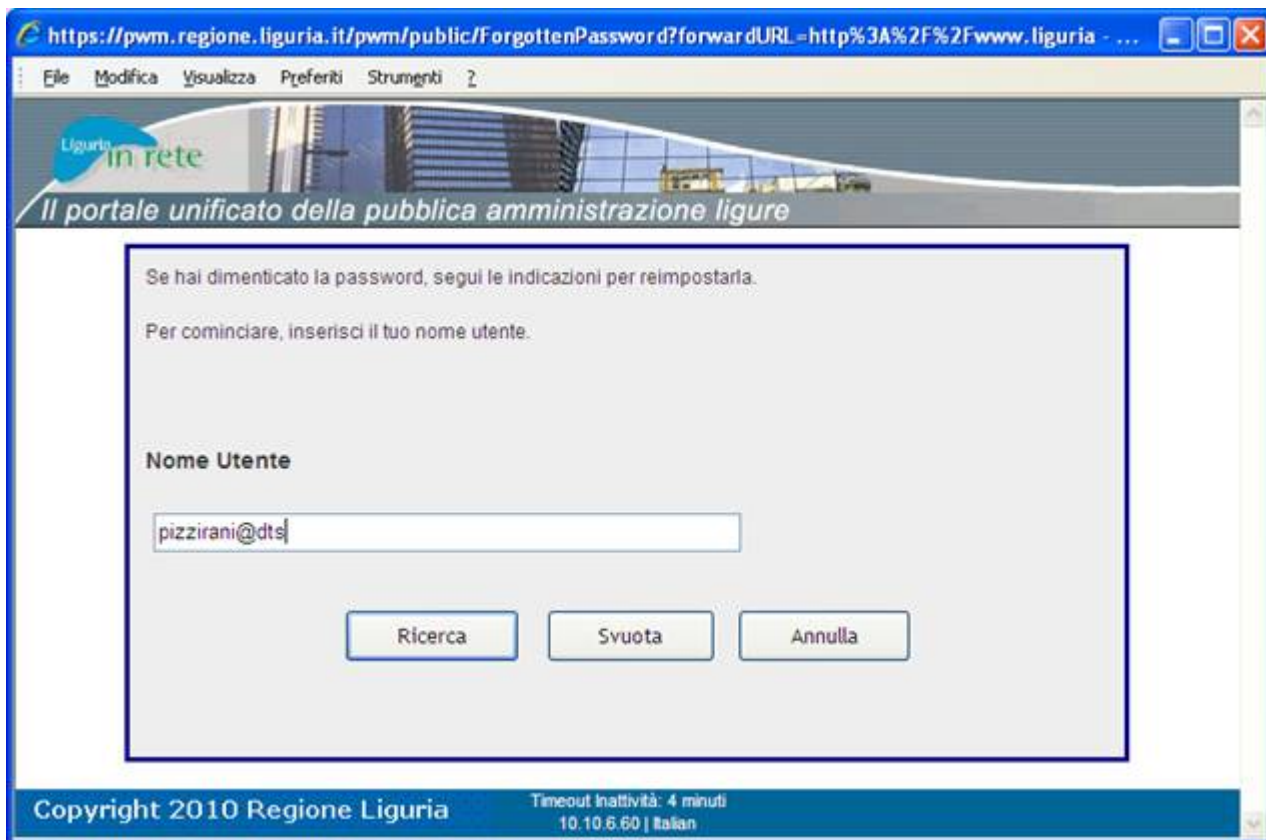 https://pwm.regione.liguria.it/pwm/public/ForgottenPassword?forwardURL=http%3A%2F%2Fwww.liguria - ...
File Modifica Visualizza Preferiti Strumenti ?
Liguria in rete
Il portale unificato della pubblica amministrazione ligure
Se hai dimenticato la password, segui le indicazioni per reimpostarla.
Per cominciare, inserisci il tuo nome utente.
Nome Utente
pizzirani@dts
Ricerca Svuota Annulla
Copyright 2010 Regione Liguria
Timeout Inattività: 4 minuti
10.10.6.60 | Italian